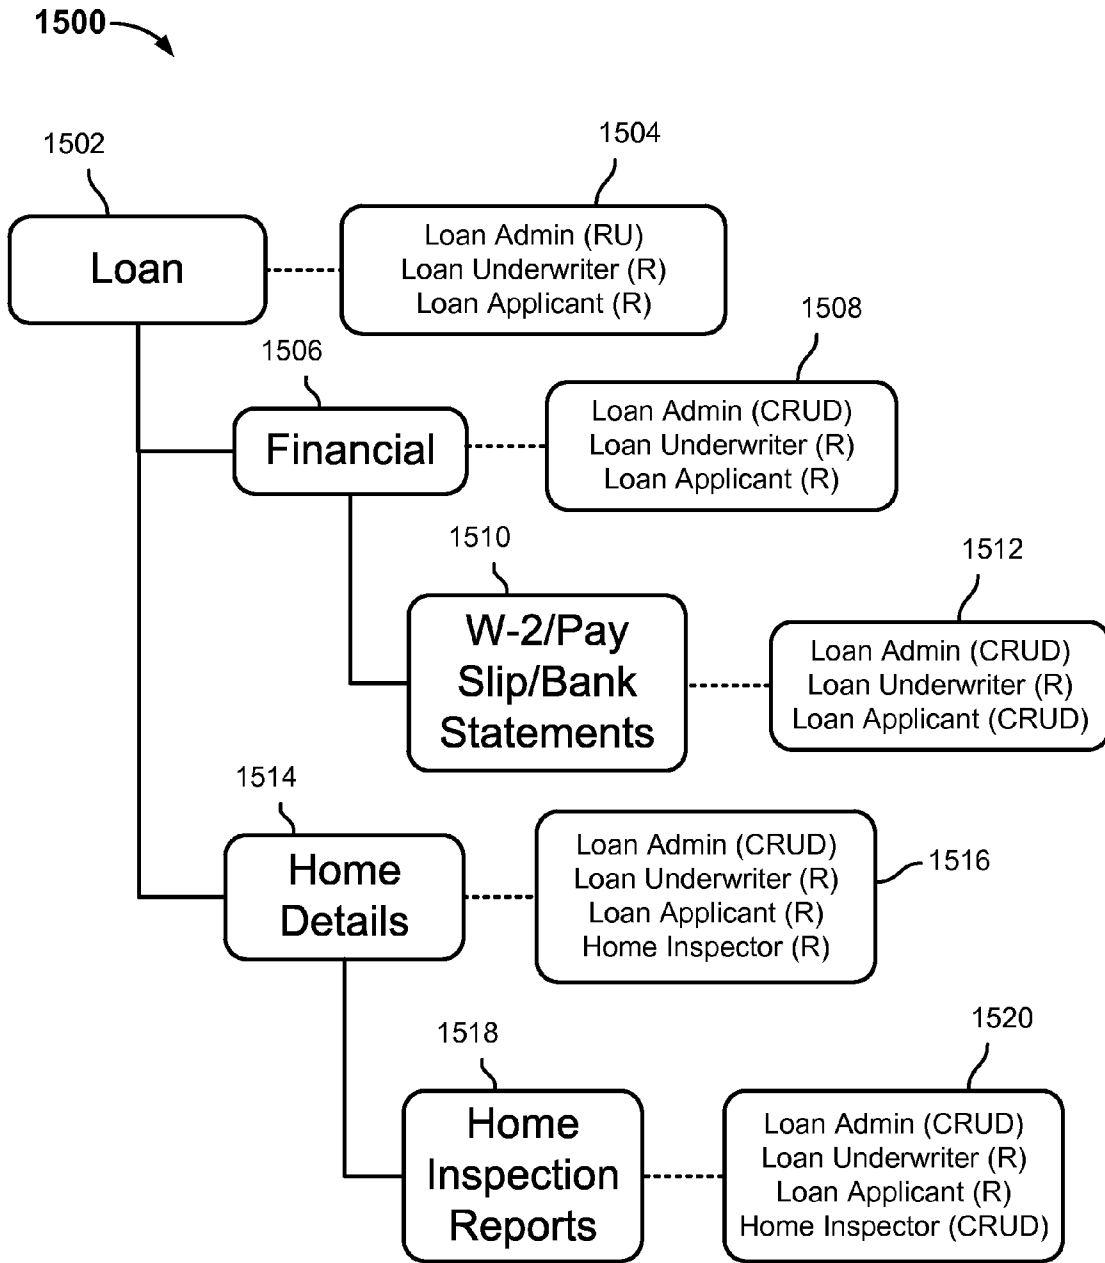 1500
1502
1504
Loan
Loan Admin (RU)
Loan Underwriter (R)
Loan Applicant (R)
1506
1508
Financial
Loan Admin (CRUD)
Loan Underwriter (R)
Loan Applicant (R)
1510
1512
W-2/Pay
Slip/Bank
Statements
Loan Admin (CRUD)
Loan Underwriter (R)
Loan Applicant (CRUD)
1514
1516
Home
Details
Loan Admin (CRUD)
Loan Underwriter (R)
Loan Applicant (R)
Home Inspector (R)
1518
1520
Home
Inspection
Reports
Loan Admin (CRUD)
Loan Underwriter (R)
Loan Applicant (R)
Home Inspector (CRUD)